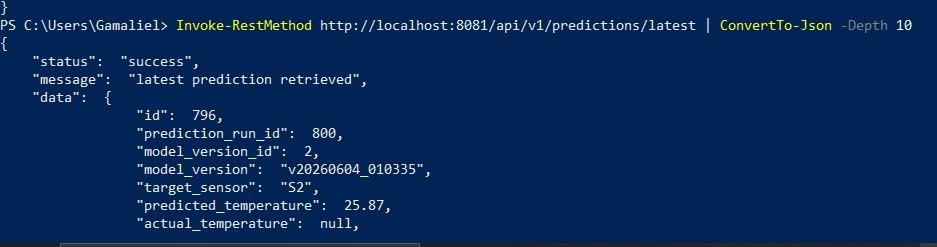 }
PS C:\Users\Gamaliel> Invoke-RestMethod http://localhost:8081/api/v1/predictions/latest | ConvertTo-Json -Depth 10
{
    "status":  "success",
    "message":  "latest prediction retrieved",
    "data":  {
                 "id":  796,
                 "prediction_run_id":  800,
                 "model_version_id":  2,
                 "model_version":  "v20260604_010335",
                 "target_sensor":  "S2",
                 "predicted_temperature":  25.87,
                 "actual_temperature":  null,